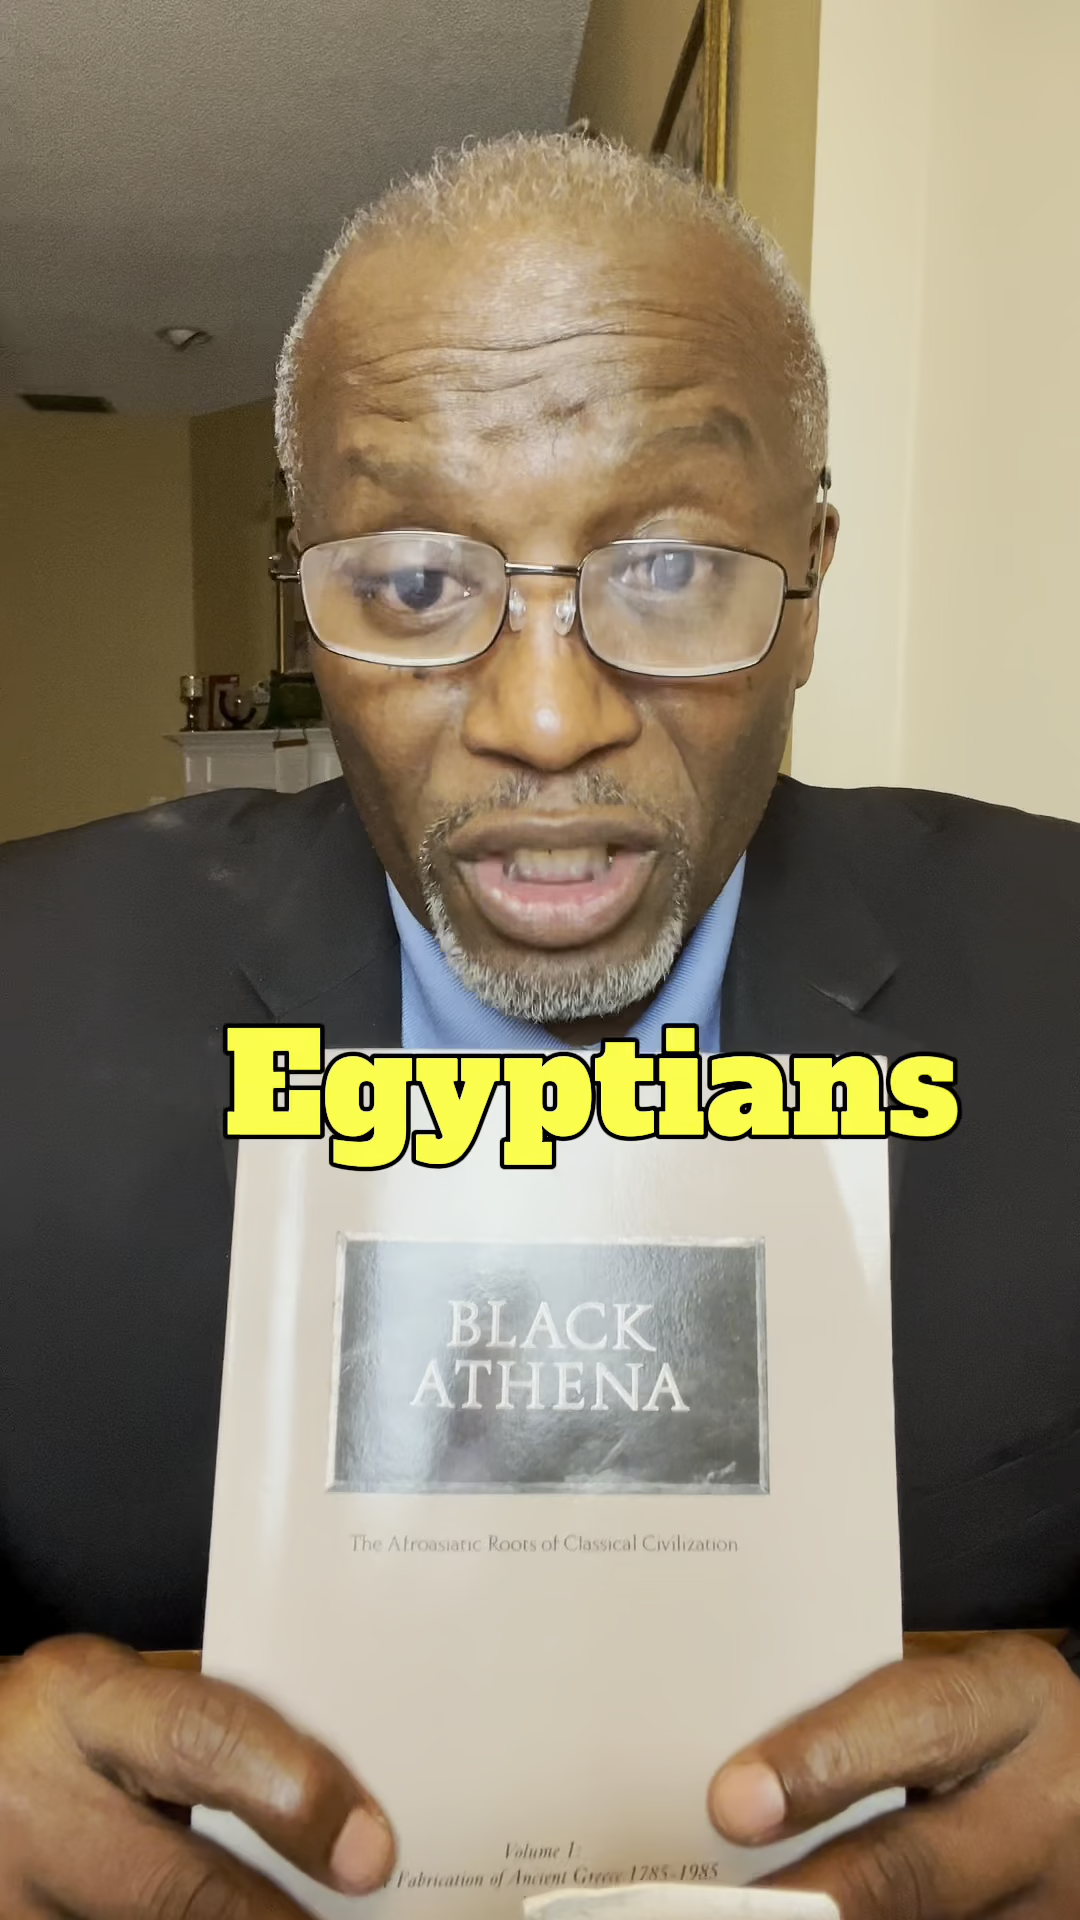 Egyptians
BLACK
ATHENA
The Afroasiatic Roots of Classical Civilization
Volume I:
Fabrication of Ancient Greece 1785-1985